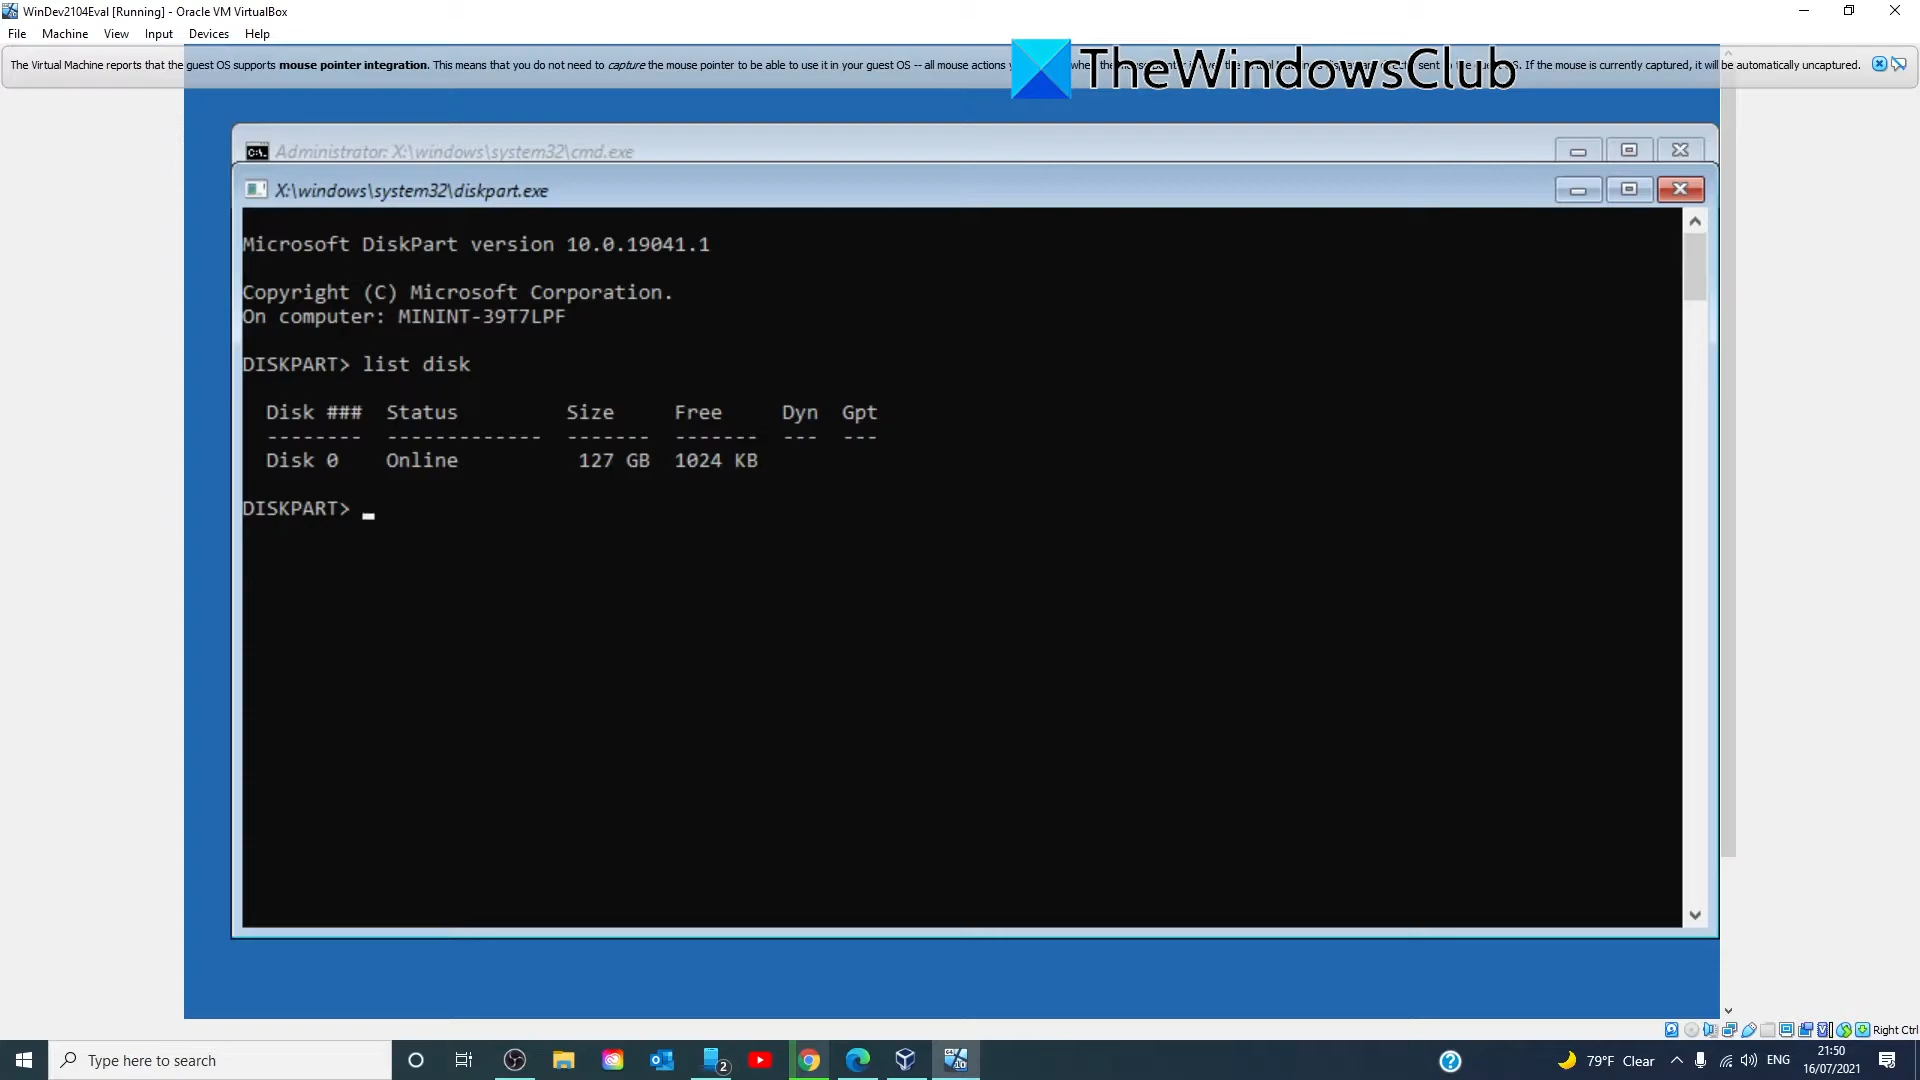 WinDev2104Eval [Running] - Oracle VM VirtualBox
File Machine View Input Devices Help
The Virtual Machine reports that the guest OS supports mouse pointer integration. This means that you do not need to capture the mouse pointer to be able to use it in your guest OS -- all mouse actions when sent OS. If the mouse is currently captured, it will be automatically uncaptured.
TheWindowsClub
Administrator: X:\windows\system32\cmd.exe
X:\windows\system32\diskpart.exe
Microsoft DiskPart version 10.0.19041.1
Copyright (C) Microsoft Corporation.
On computer: MININT-39T7LPF
DISKPART> list disk
Disk ### Status Size Free Dyn Gpt
-------- ------------- ------- ------- --- ---
Disk 0 Online 127 GB 1024 KB
DISKPART> _
Right Ctrl
Type here to search
2
79°F Clear
ENG
21:50
16/07/2021